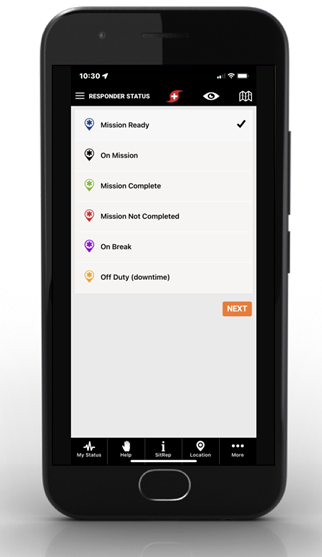 10:30
RESPONDER STATUS
Mission Ready
On Mission
Mission Complete
Mission Not Completed
On Break
Off Duty (downtime)
NEXT
My Status Help SitRep Location More